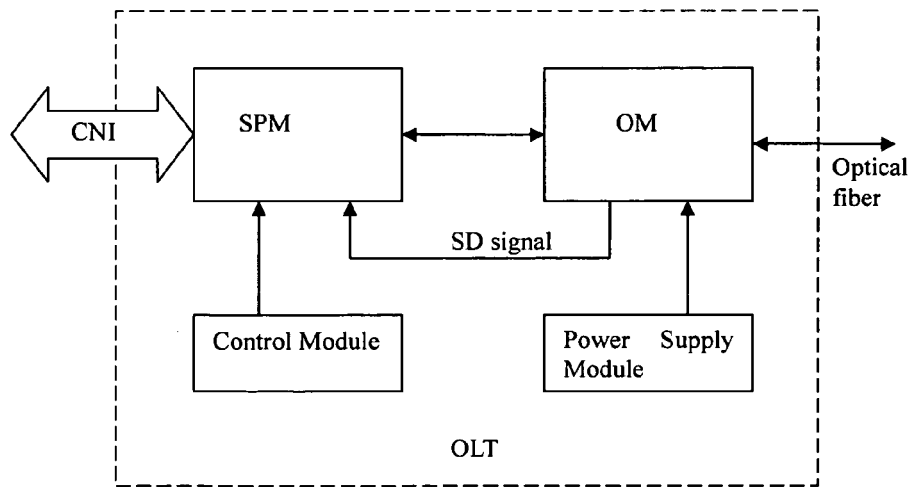 CNI
SPM
OM
Optical
fiber
SD signal
Control Module
Power Supply
Module
OLT